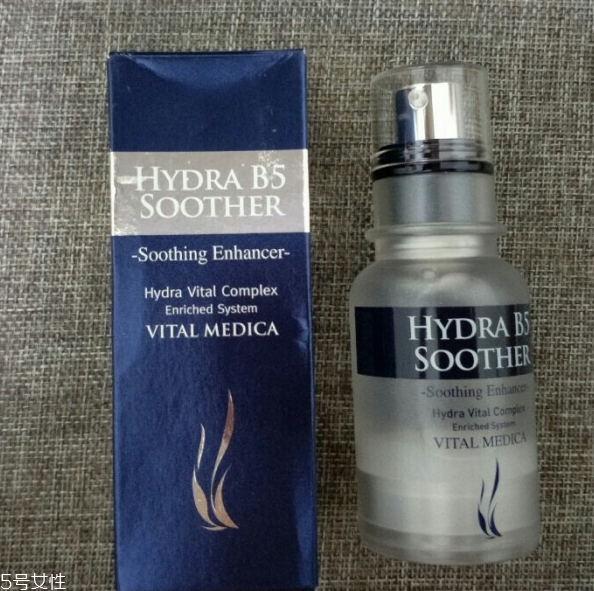 HYDRA B5
SOOTHER
-Soothing Enhancer-
Hydra Vital Complex
Enriched System
VITAL MEDICA
HYDRA B5
SOOTHER
-Soothing Enhancer-
Hydra Vital Complex
Enriched System
VITAL MEDICA
5号女性